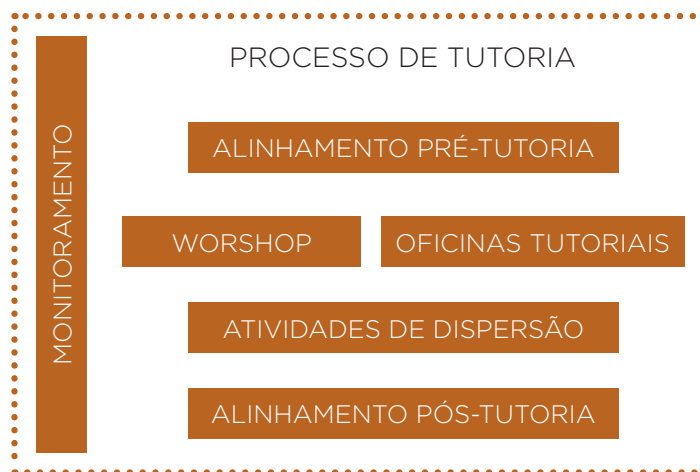 PROCESSO DE TUTORIA
MONITORAMENTO
ALINHAMENTO PRÉ-TUTORIA
WORSHOP
OFICINAS TUTORIAIS
ATIVIDADES DE DISPERSÃO
ALINHAMENTO PÓS-TUTORIA